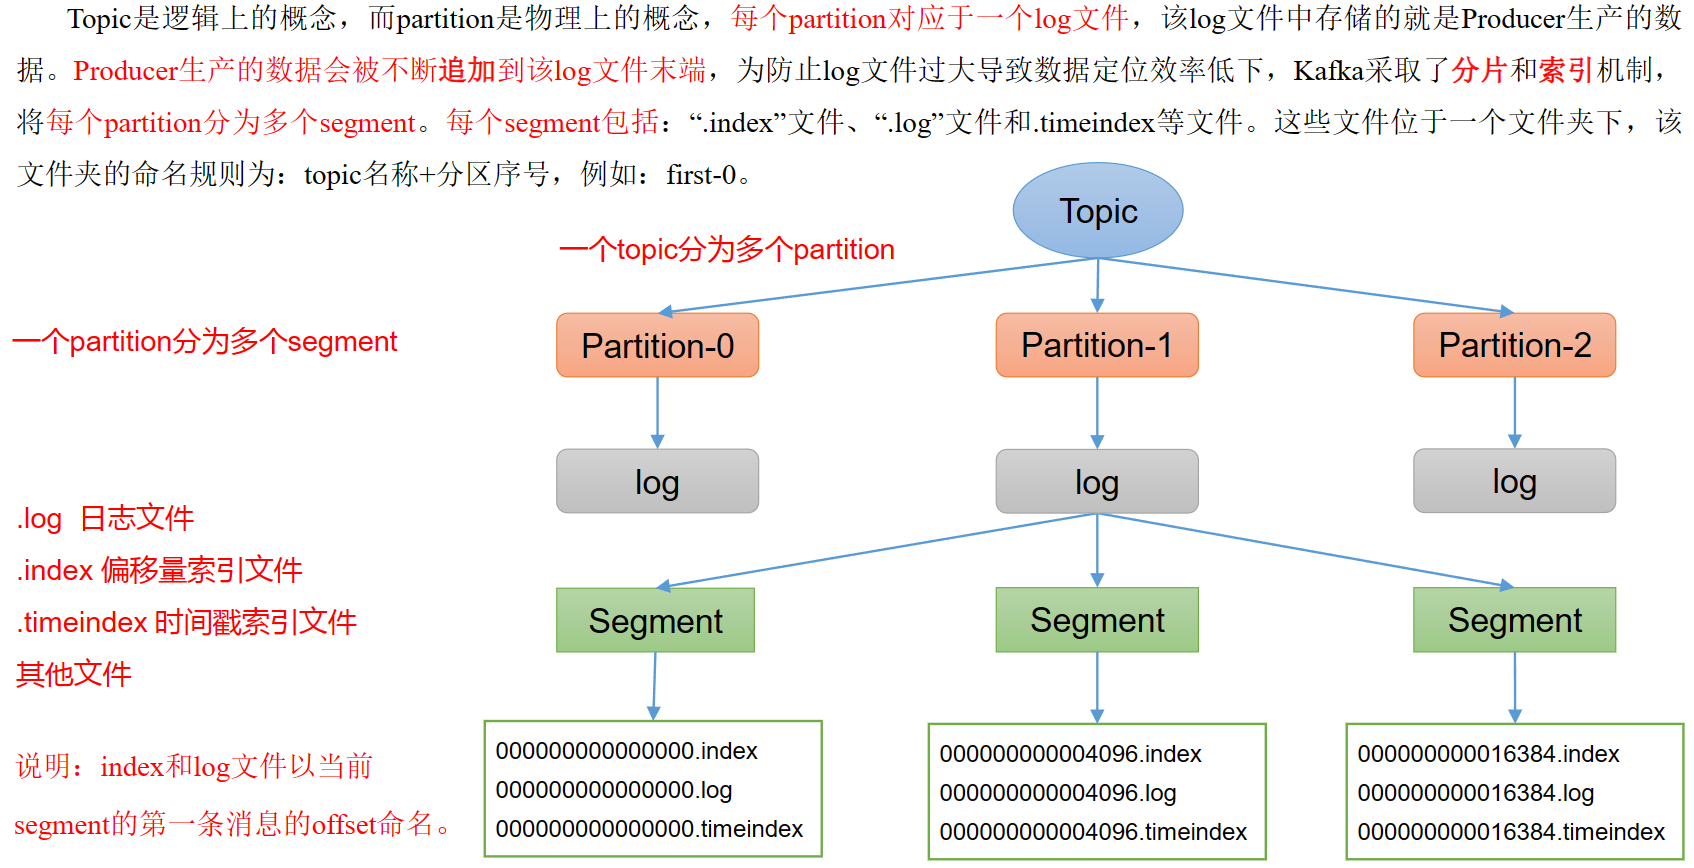 Topic是逻辑上的概念，而partition是物理上的概念，每个partition对应于一个log文件，该log文件中存储的就是Producer生产的数
据。Producer生产的数据会被不断追加到该log文件末端，为防止log文件过大导致数据定位效率低下，Kafka采取了分片和索引机制，
将每个partition分为多个segment。每个segment包括：“.index”文件、“.log”文件和.timeindex等文件。这些文件位于一个文件夹下，该
文件夹的命名规则为：topic名称+分区序号，例如：first-0。
Topic
一个topic分为多个partition
一个partition分为多个segment
Partition-0
Partition-1
Partition-2
log
log
log
.log 日志文件
.index 偏移量索引文件
.timeindex 时间戳索引文件
其他文件
Segment
Segment
Segment
说明：index和log文件以当前
segment的第一条消息的offset命名。
000000000000000.index
000000000000000.log
000000000000000.timeindex
000000000004096.index
000000000004096.log
000000000004096.timeindex
000000000016384.index
000000000016384.log
000000000016384.timeindex